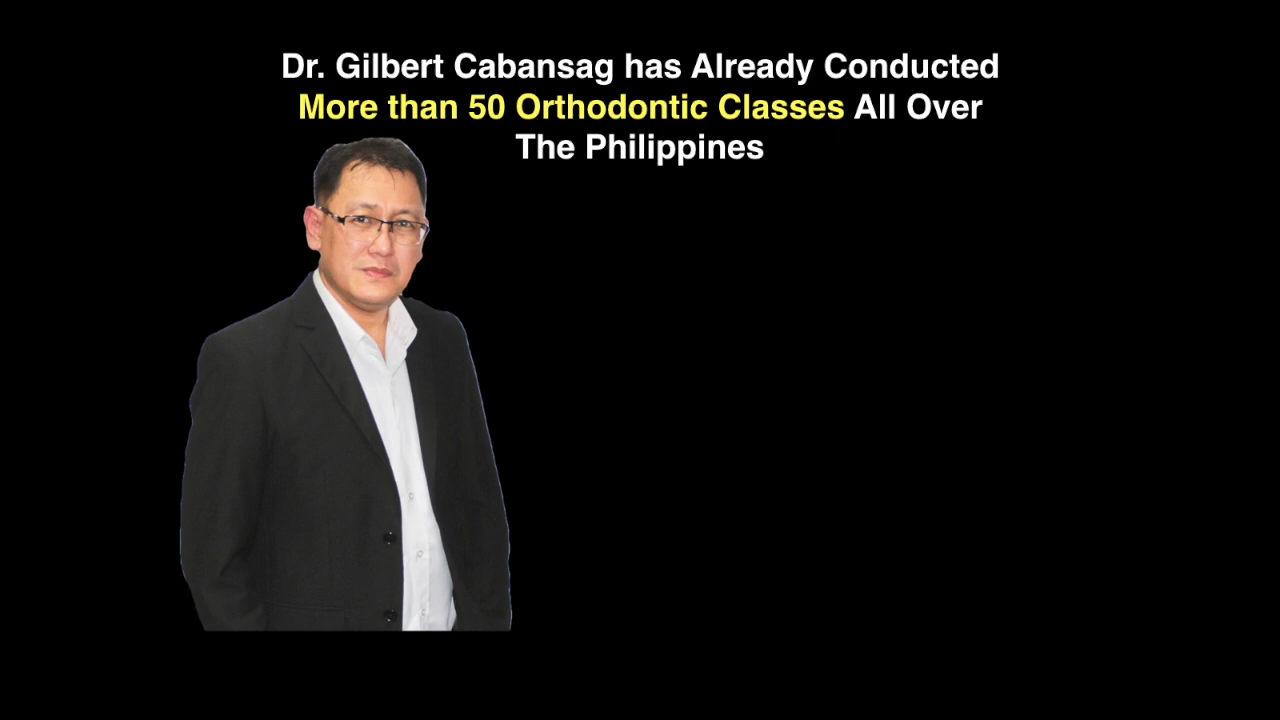 Dr. Gilbert Cabansag has Already Conducted
More than 50 Orthodontic Classes All Over
The Philippines